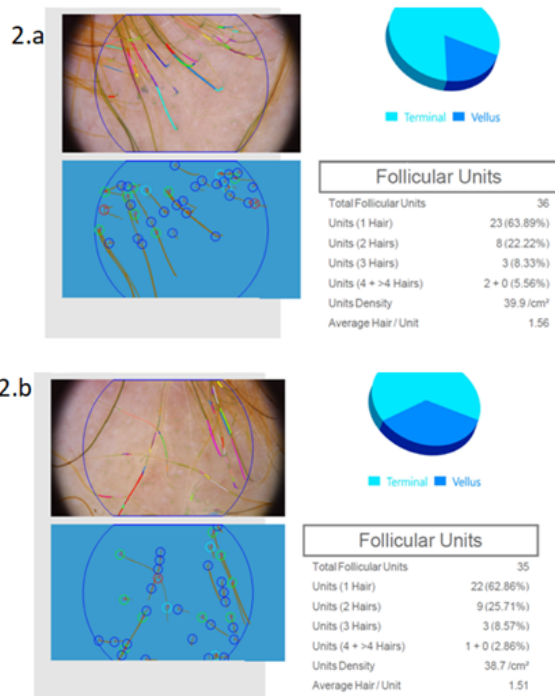 2.a
Terminal Vellus
Follicular Units
Total Follicular Units 36
Units (1 Hair) 23 (63.89%)
Units (2 Hairs) 8 (22.22%)
Units (3 Hairs) 3 (8.33%)
Units (4 + >4 Hairs) 2 + 0 (5.56%)
Units Density 39.9 /cm²
Average Hair / Unit 1.56
2.b
Terminal Vellus
Follicular Units
Total Follicular Units 35
Units (1 Hair) 22 (62.86%)
Units (2 Hairs) 9 (25.71%)
Units (3 Hairs) 3 (8.57%)
Units (4 + >4 Hairs) 1 + 0 (2.86%)
Units Density 38.7 /cm²
Average Hair / Unit 1.51